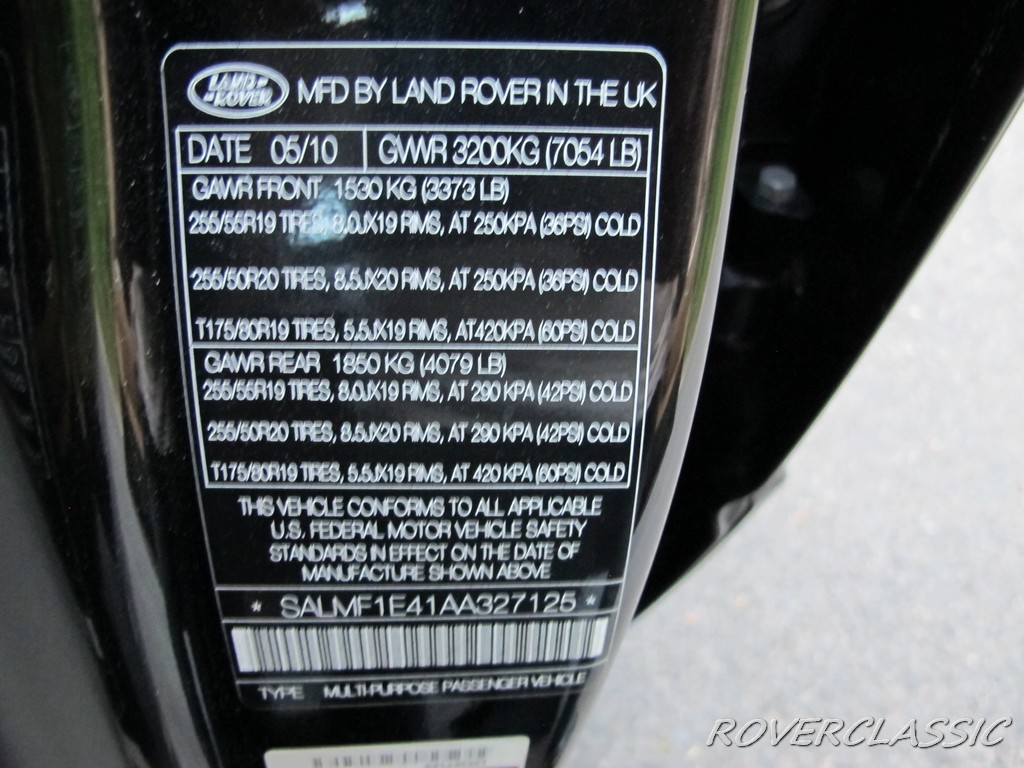 LAND ROVER
MFD BY LAND ROVER IN THE UK
DATE 05/10 GVWR 3200KG (7054 LB)
GAWR FRONT 1530 KG (3373 LB)
255/55R19 TIRES, 8.0JX19 RIMS, AT 250KPA (36PSI) COLD
255/50R20 TIRES, 8.5JX20 RIMS, AT 250KPA (36PSI) COLD
T175/80R19 TIRES, 5.5JX19 RIMS, AT420KPA (60PSI) COLD
GAWR REAR 1850 KG (4079 LB)
255/55R19 TIRES, 8.0JX19 RIMS, AT 290 KPA (42PSI) COLD
255/50R20 TIRES, 8.5JX20 RIMS, AT 290 KPA (42PSI) COLD
T175/80R19 TIRES, 5.5JX19 RIMS, AT 420 KPA (60PSI) COLD
THIS VEHICLE CONFORMS TO ALL APPLICABLE
U.S. FEDERAL MOTOR VEHICLE SAFETY
STANDARDS IN EFFECT ON THE DATE OF
MANUFACTURE SHOWN ABOVE
* SALMF1E41AA327125 *
TYPE MULTI-PURPOSE PASSENGER VEHICLE
ROVERCLASSIC